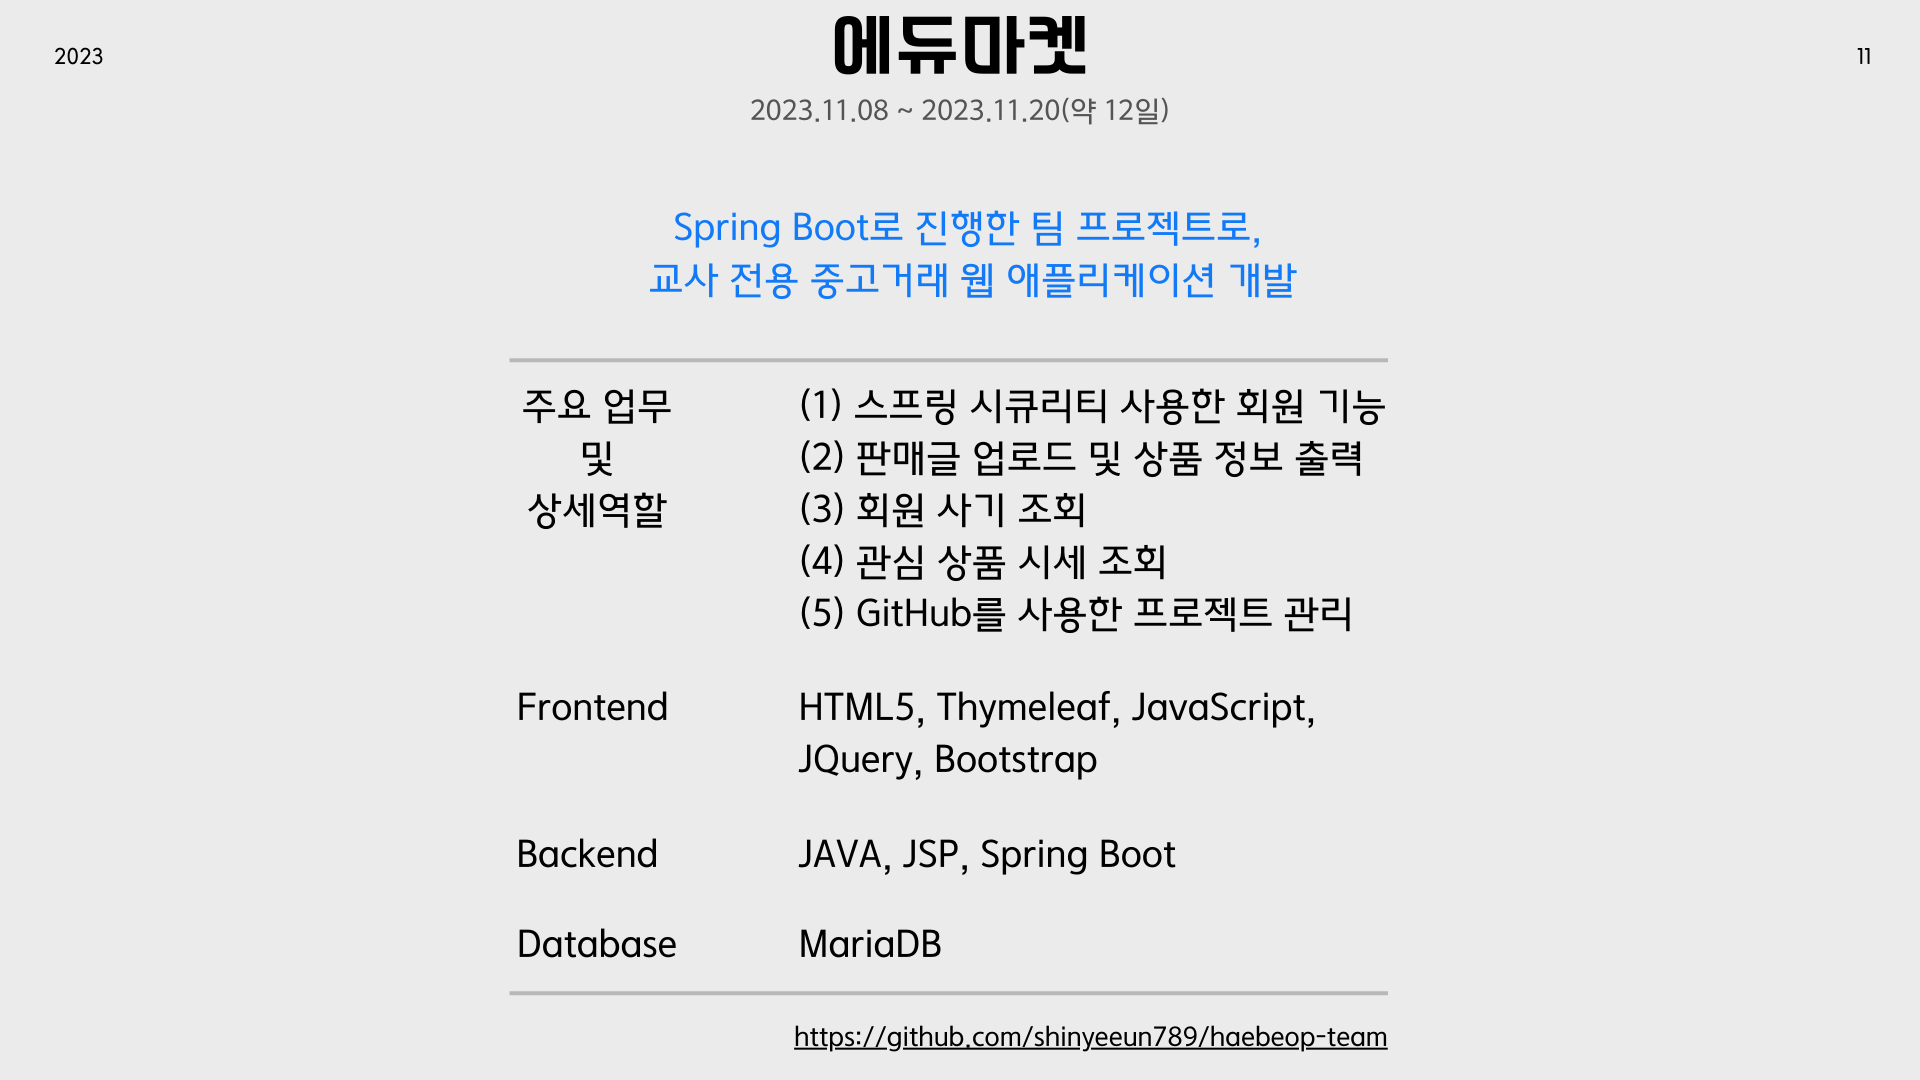 2023
에듀마켓
11
2023.11.08 ~ 2023.11.20(약 12일)
Spring Boot로 진행한 팀 프로젝트로,
교사 전용 중고거래 웹 애플리케이션 개발
주요 업무
및
상세역할
(1) 스프링 시큐리티 사용한 회원 기능
(2) 판매글 업로드 및 상품 정보 출력
(3) 회원 사기 조회
(4) 관심 상품 시세 조회
(5) GitHub를 사용한 프로젝트 관리
Frontend
HTML5, Thymeleaf, JavaScript,
JQuery, Bootstrap
Backend
JAVA, JSP, Spring Boot
Database
MariaDB
https://github.com/shinyeeun789/haebeop-team